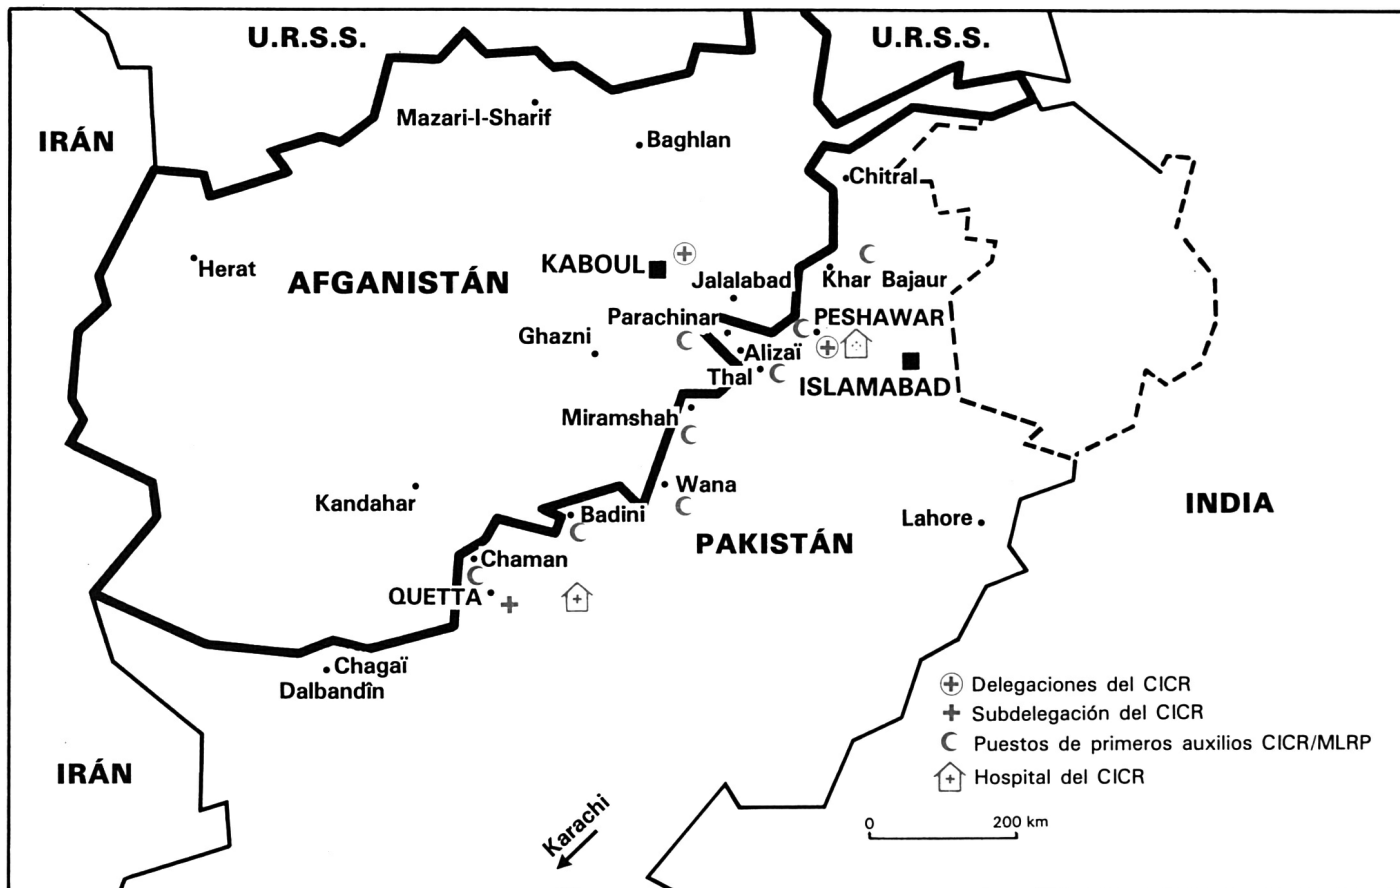 U.R.S.S.
U.R.S.S.
Mazari-I-Sharif
IRÁN
Baghlan
Chitral
Herat
KABOUL
AFGANISTÁN
Jalalabad
Khar Bajaur
Parachinar
PESHAWAR
Ghazni
Alizaï
Thal
ISLAMABAD
Miramshah
Wana
Kandahar
Badini
INDIA
Lahore
PAKISTÁN
Chaman
QUETTA
Chagaï
Dalbandîn
IRÁN
Delegaciones del CICR
Subdelegación del CICR
Puestos de primeros auxilios CICR/MLRP
Hospital del CICR
0 200 km
Karachi